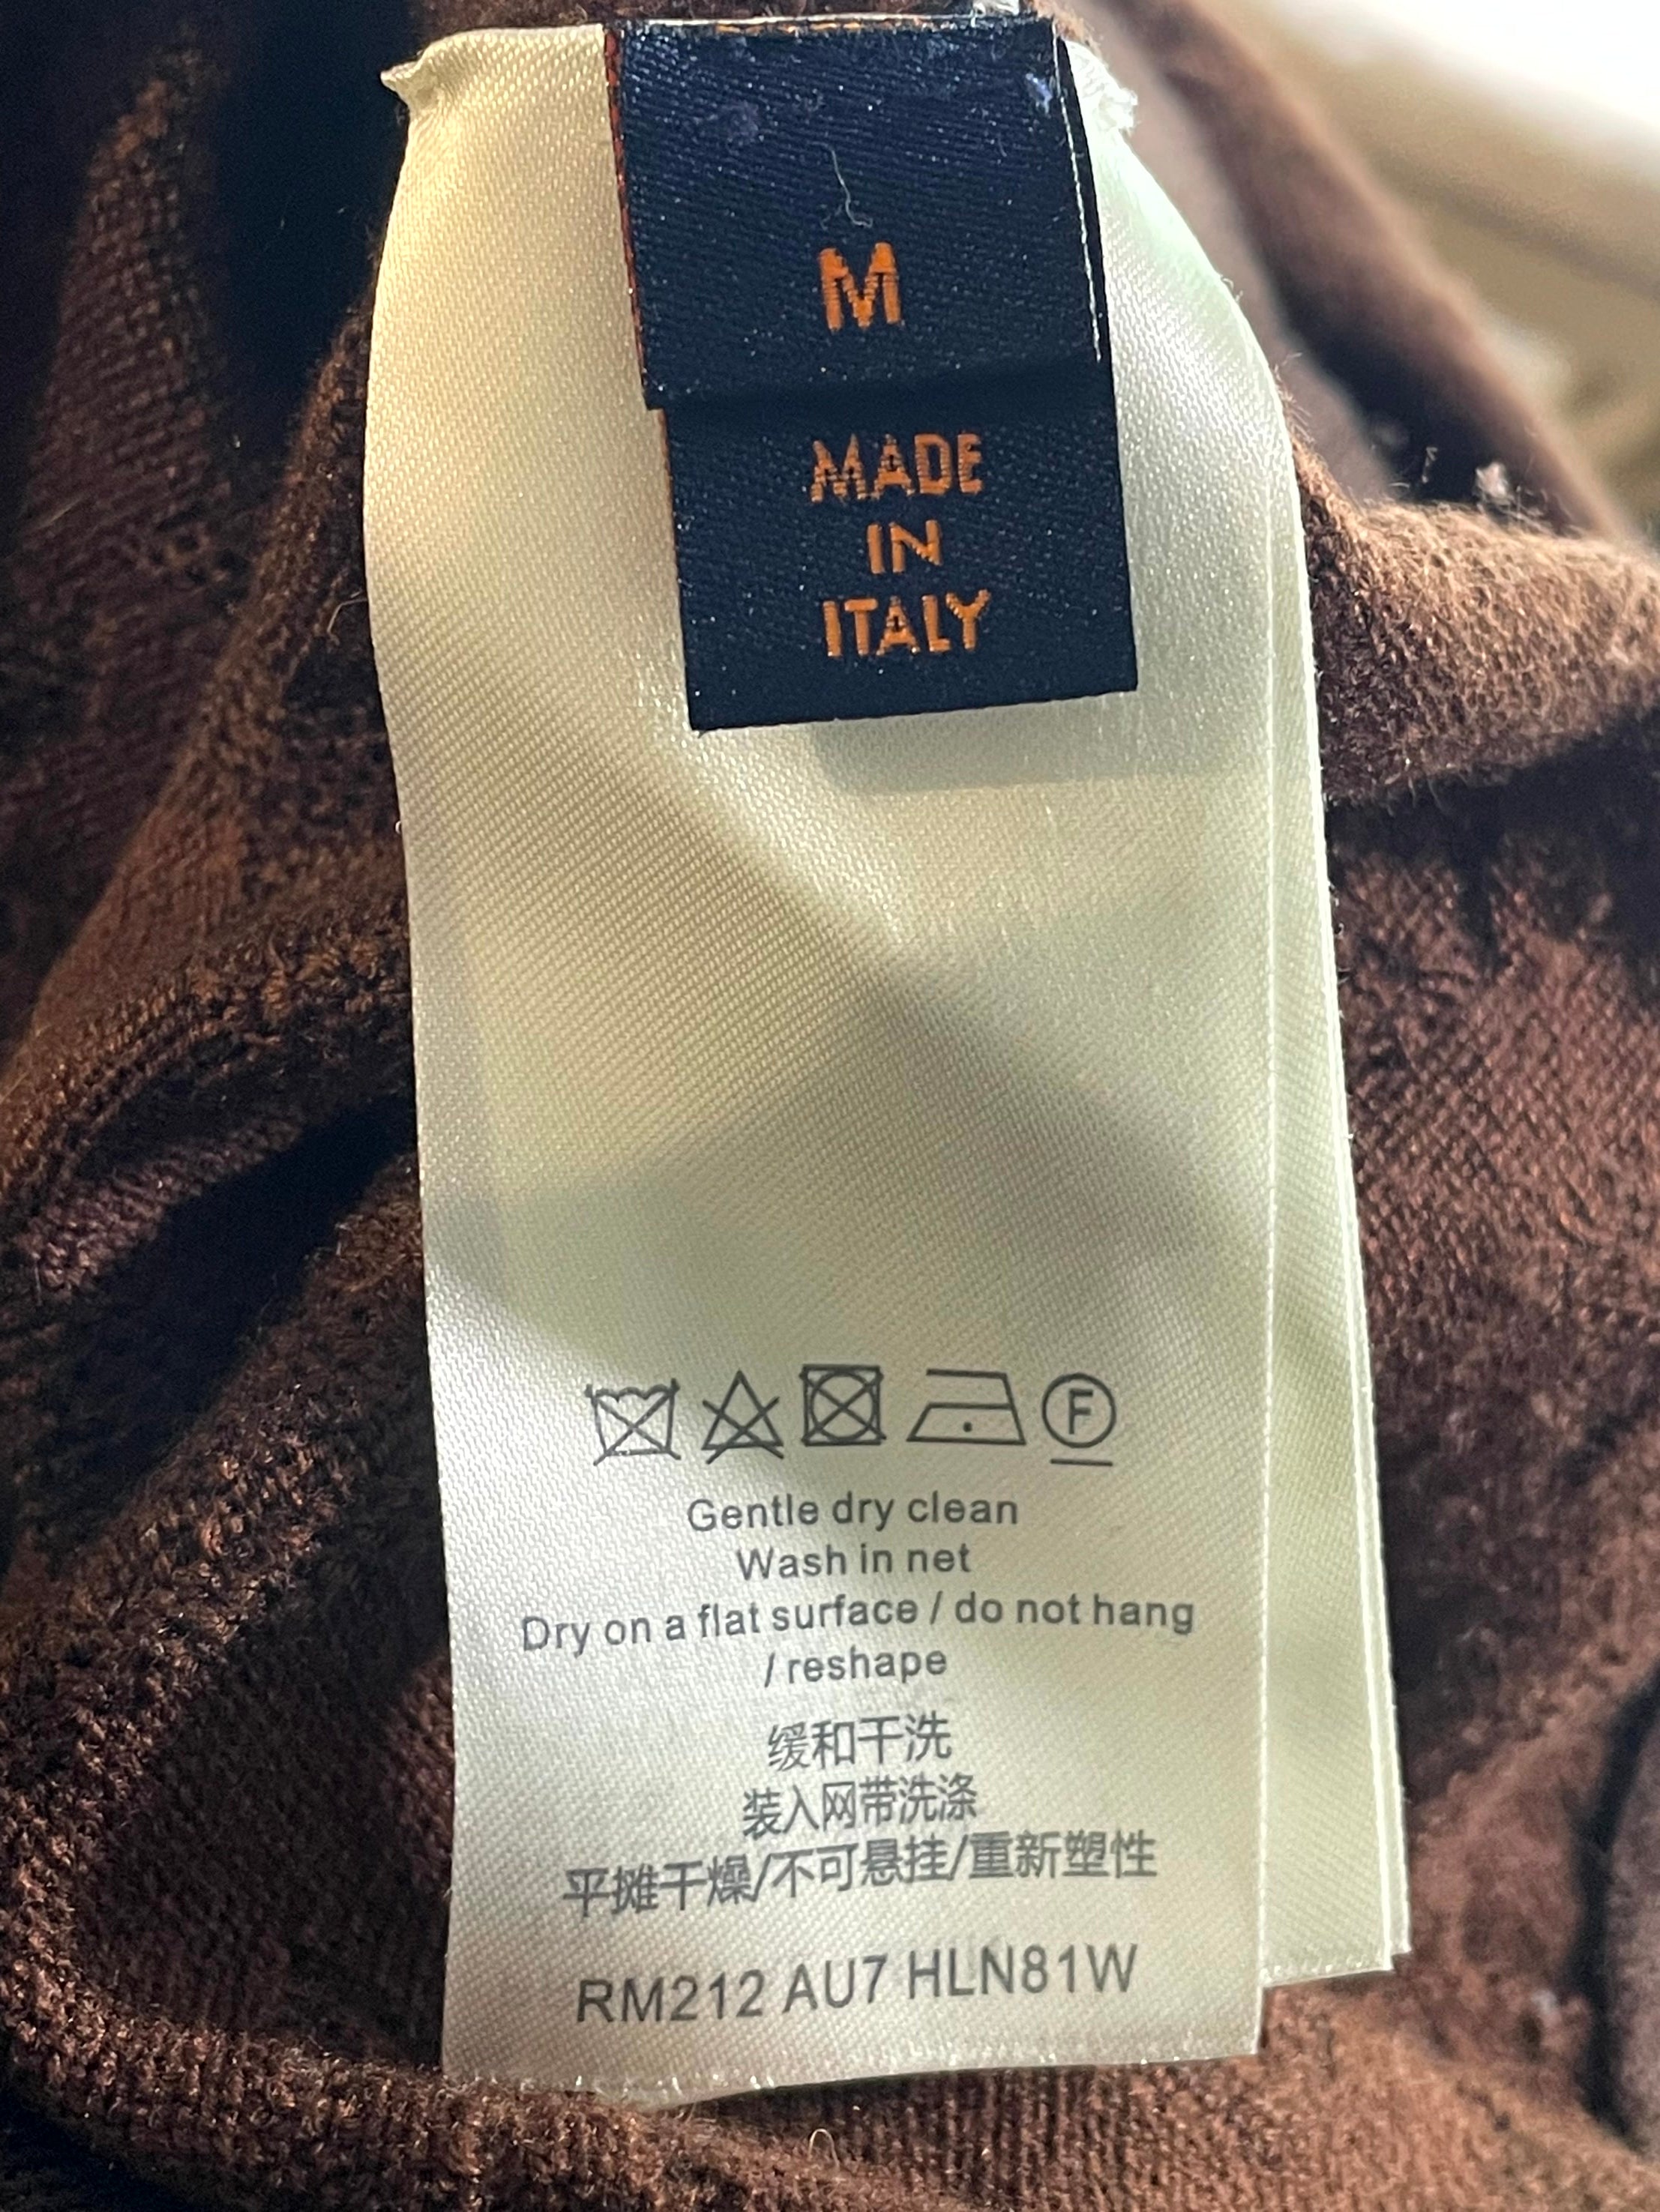 M
MADE
IN
ITALY
F
Gentle dry clean
Wash in net
Dry on a flat surface / do not hang
/ reshape
缓和干洗
装入网带洗涤
平摊干燥/不可悬挂/重新塑性
RM212 AU7 HLN81W